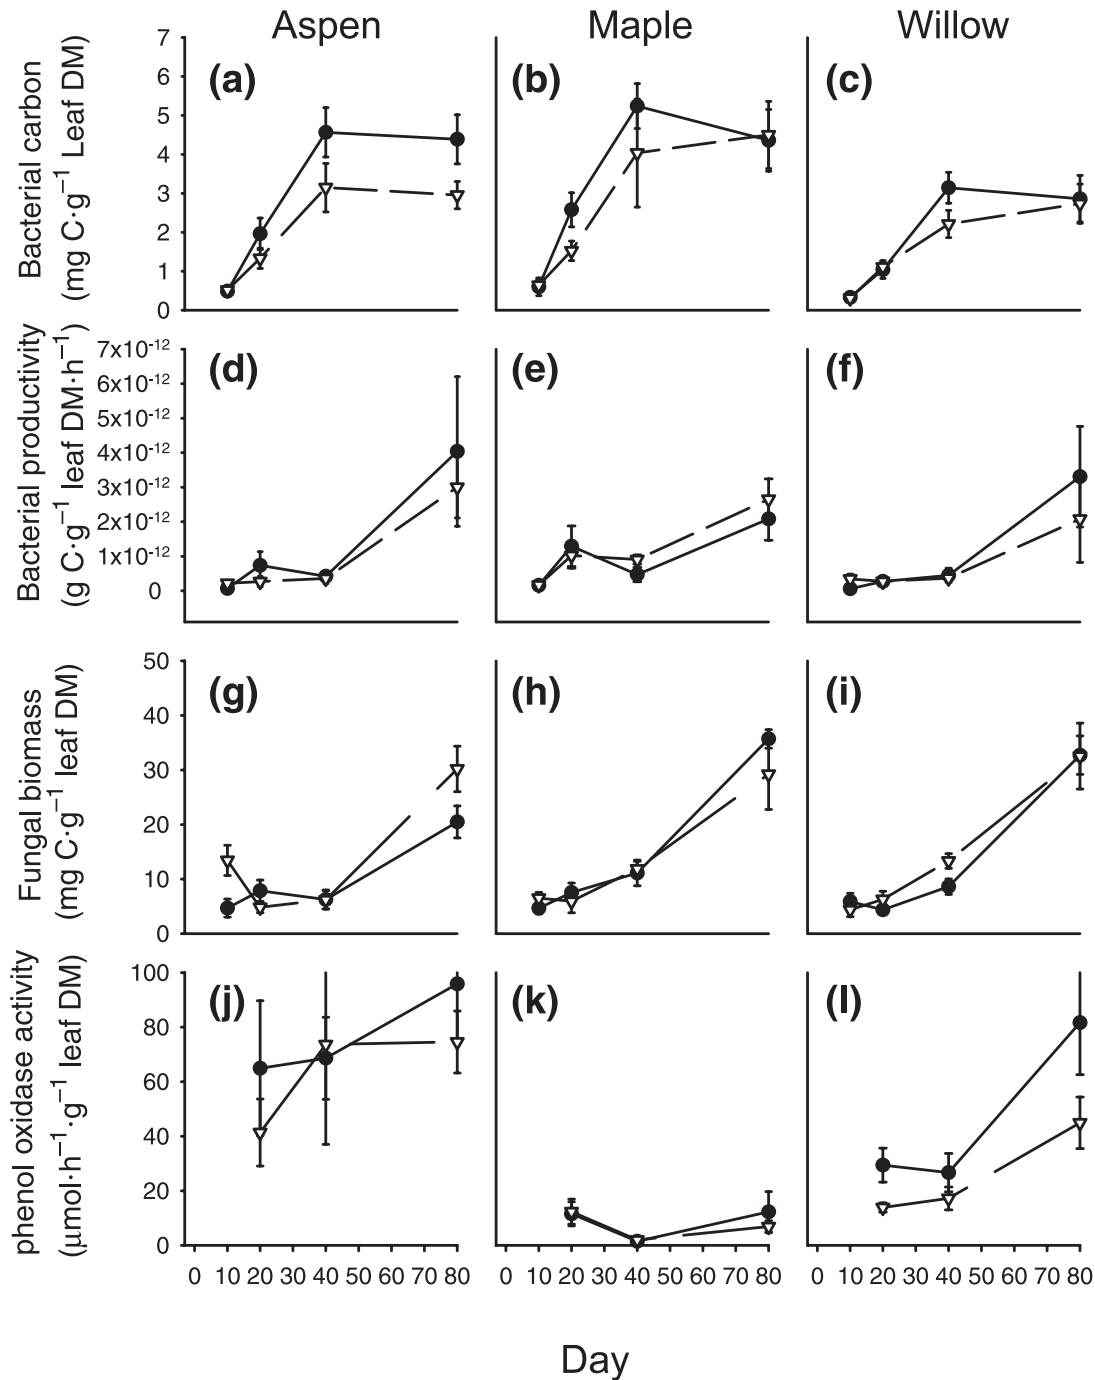 Aspen Maple Willow
Bacterial carbon
(mg C·g⁻¹ Leaf DM)
7
6
5
4
3
2
1
0
(a) (b) (c)
Bacterial productivity
(g C·g⁻¹ leaf DM·h⁻¹)
7x10⁻¹²
6x10⁻¹²
5x10⁻¹²
4x10⁻¹²
3x10⁻¹²
2x10⁻¹²
1x10⁻¹²
0
(d) (e) (f)
Fungal biomass
(mg C·g⁻¹ leaf DM)
50
40
30
20
10
0
(g) (h) (i)
phenol oxidase activity
(μmol·h⁻¹·g⁻¹ leaf DM)
100
80
60
40
20
0
(j) (k) (l)
0 10 20 30 40 50 60 70 80 0 10 20 30 40 50 60 70 80 0 10 20 30 40 50 60 70 80
Day